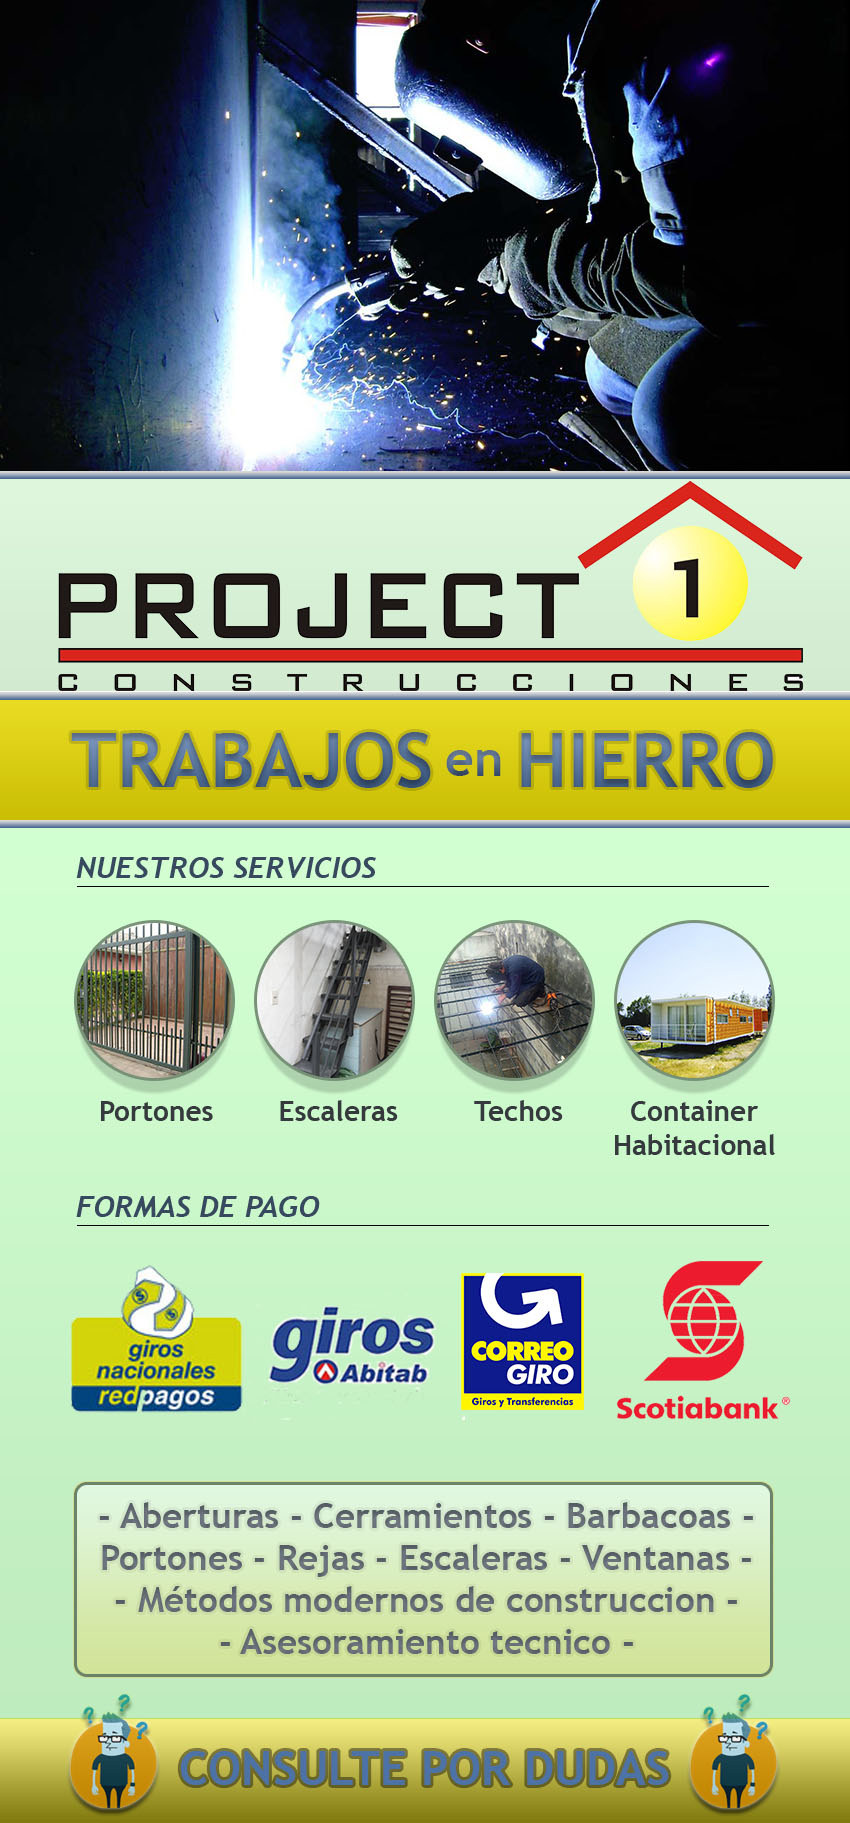 PROJECT 1
CONSTRUCCIONES
TRABAJOS en HIERRO
NUESTROS SERVICIOS
Portones
Escaleras
Techos
Container
Habitacional
FORMAS DE PAGO
giros
nacionales
redpagos
giros
Abitab
CORREO
GIRO
Giros y Transferencias
Scotiabank®
- Aberturas - Cerramientos - Barbacoas -
Portones - Rejas - Escaleras - Ventanas -
- Métodos modernos de construccion -
- Asesoramiento tecnico -
? ? ?
CONSULTE POR DUDAS
? ? ?